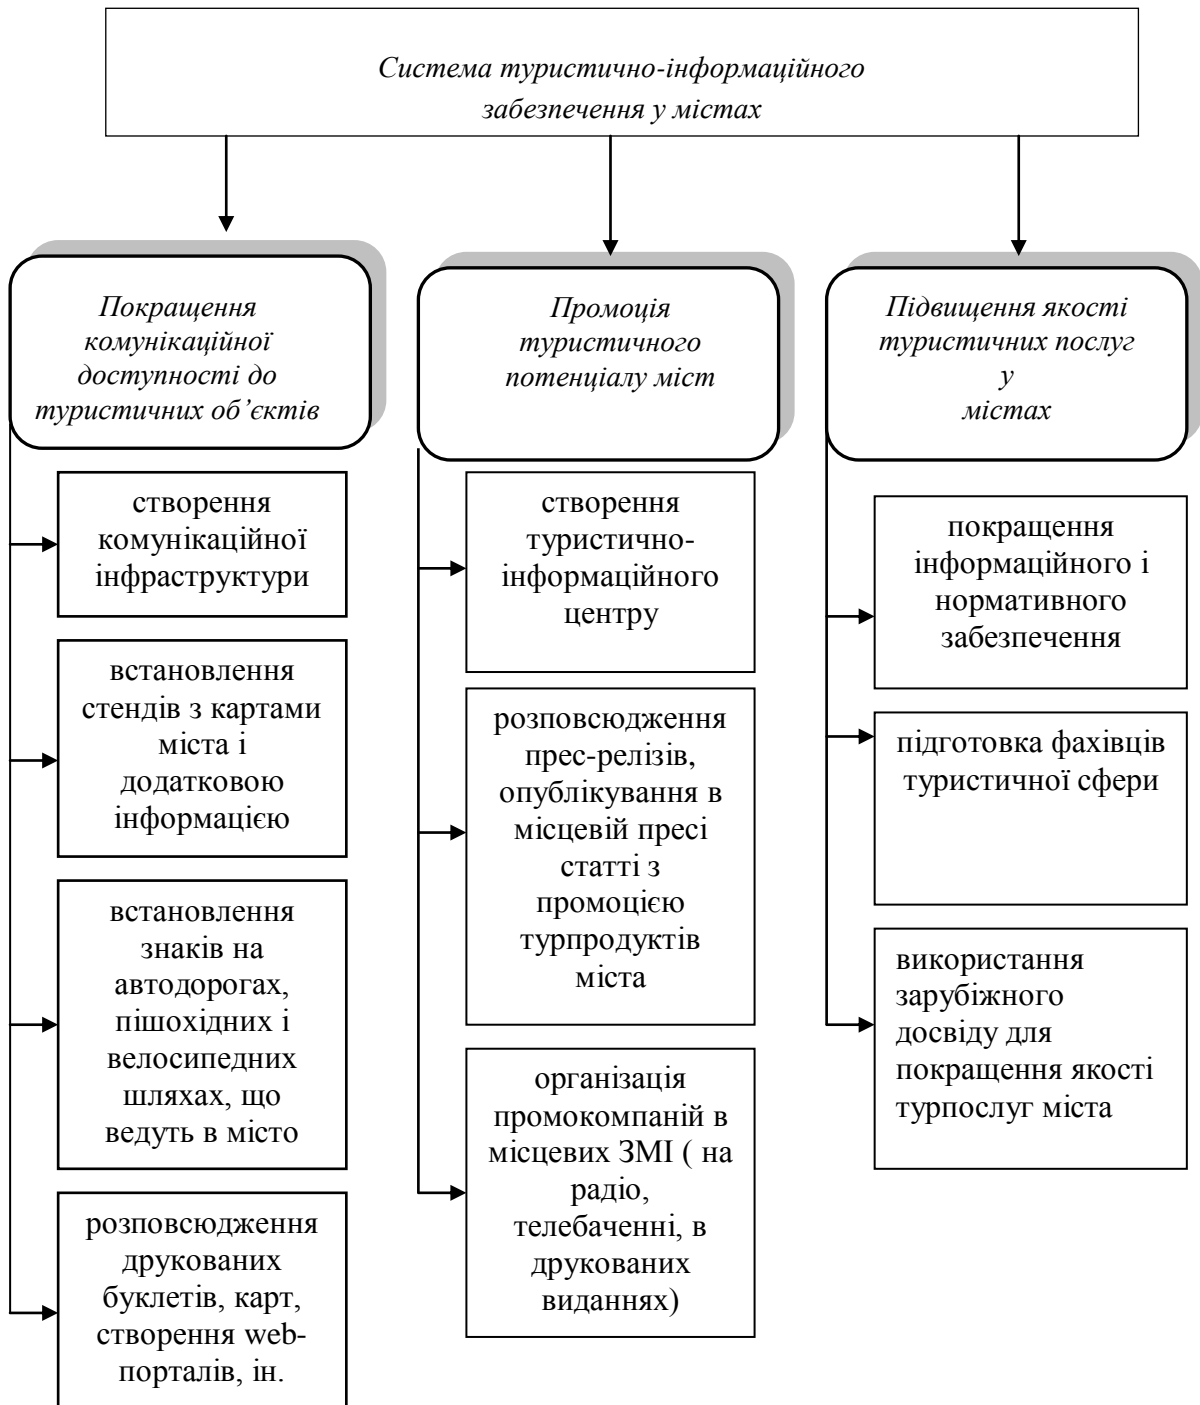 Система туристично-інформаційного
забезпечення у містах
Покращення
комунікаційної
доступності до
туристичних об’єктів
створення
комунікаційної
інфраструктури
встановлення
стендів з картами
міста і
додатковою
інформацією
встановлення
знаків на
автодорогах,
пішохідних і
велосипедних
шляхах, що
ведуть в місто
розповсюдження
друкованих
буклетів, карт,
створення web-
порталів, ін.
Промоція
туристичного
потенціалу міст
створення
туристично-
інформаційного
центру
розповсюдження
прес-релізів,
опублікування в
місцевій пресі
статті з
промоцією
турпродуктів
міста
організація
промокомпаній в
місцевих ЗМІ ( на
радіо,
телебаченні, в
друкованих
виданнях)
Підвищення якості
туристичних послуг
у
містах
покращення
інформаційного і
нормативного
забезпечення
підготовка фахівців
туристичної сфери
використання
зарубіжного
досвіду для
покращення якості
турпослуг міста